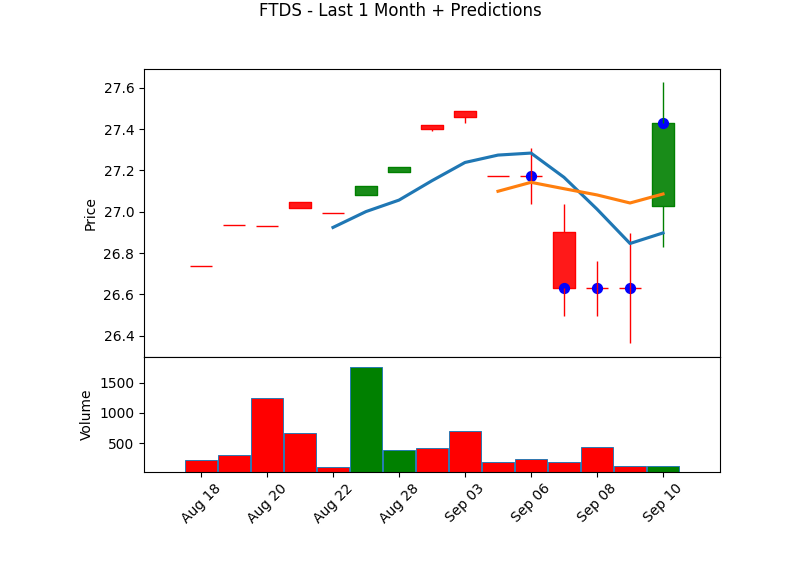 FTDS - Last 1 Month + Predictions
27.6
27.4
27.2
27.0
26.8
26.6
26.4
Price
1500
1000
500
Volume
Aug 18
Aug 20
Aug 22
Aug 28
Sep 03
Sep 06
Sep 08
Sep 10